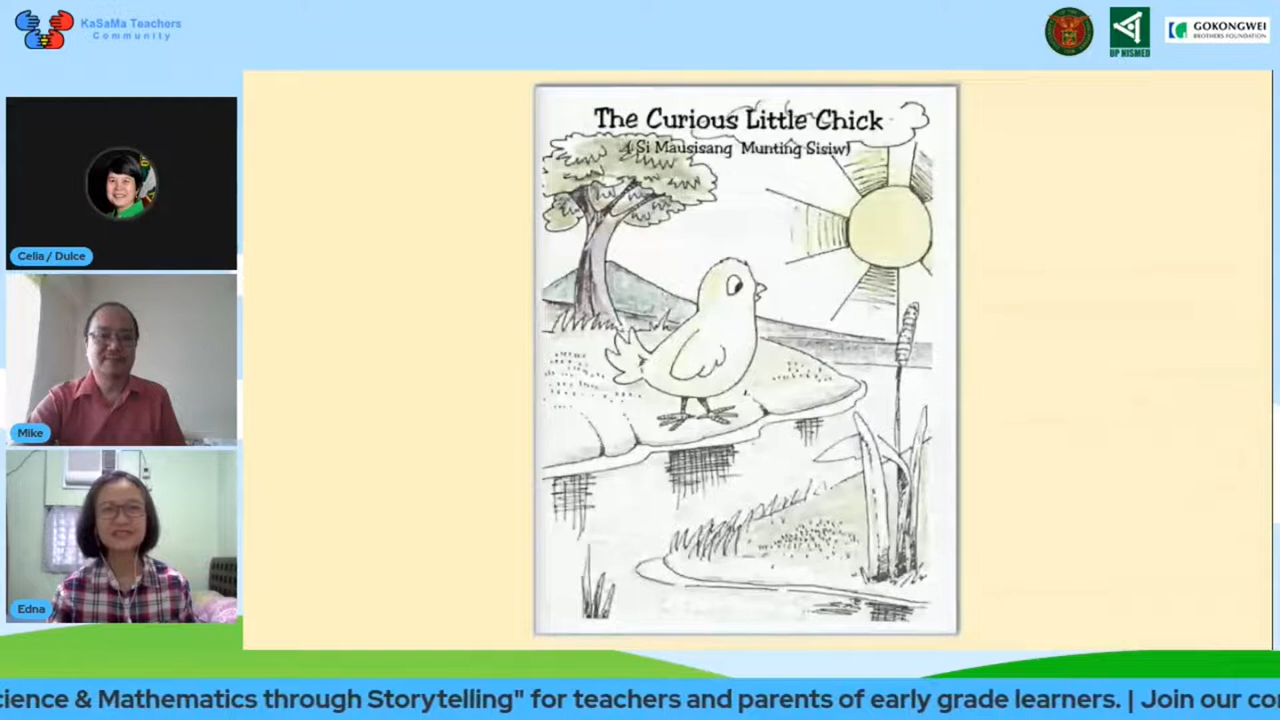 KaSaMa Teachers
Community
UP NISMED
GOKONGWEI
BROTHERS FOUNDATION
The Curious Little Chick
( Si Mausisang Munting Sisiw)
Celia / Dulce
Mike
Edna
cience & Mathematics through Storytelling" for teachers and parents of early grade learners. | Join our co